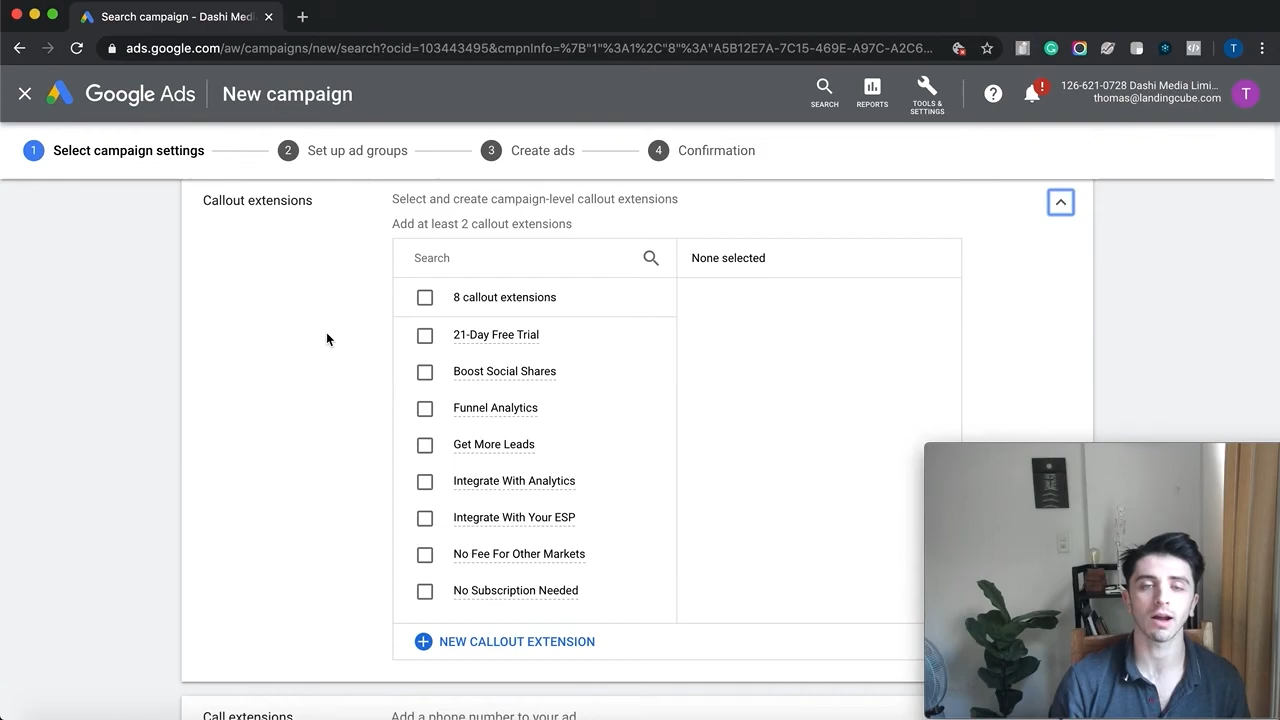 Search campaign - Dashi Medi
ads.google.com/aw/campaigns/new/search?ocid=103443495&cmpnInfo=%7B"1"%3A1%2C"8"%3A"A5B12E7A-7C15-469E-A97C-A2C6...
T
Google Ads
New campaign
SEARCH
REPORTS
TOOLS &
SETTINGS
126-621-0728 Dashi Media Limi...
thomas@landingcube.com
T
1 Select campaign settings
2 Set up ad groups
3 Create ads
4 Confirmation
Callout extensions
Select and create campaign-level callout extensions
Add at least 2 callout extensions
Search
None selected
8 callout extensions
21-Day Free Trial
Boost Social Shares
Funnel Analytics
Get More Leads
Integrate With Analytics
Integrate With Your ESP
No Fee For Other Markets
No Subscription Needed
NEW CALLOUT EXTENSION
Call extensions
Add a phone number to your ad